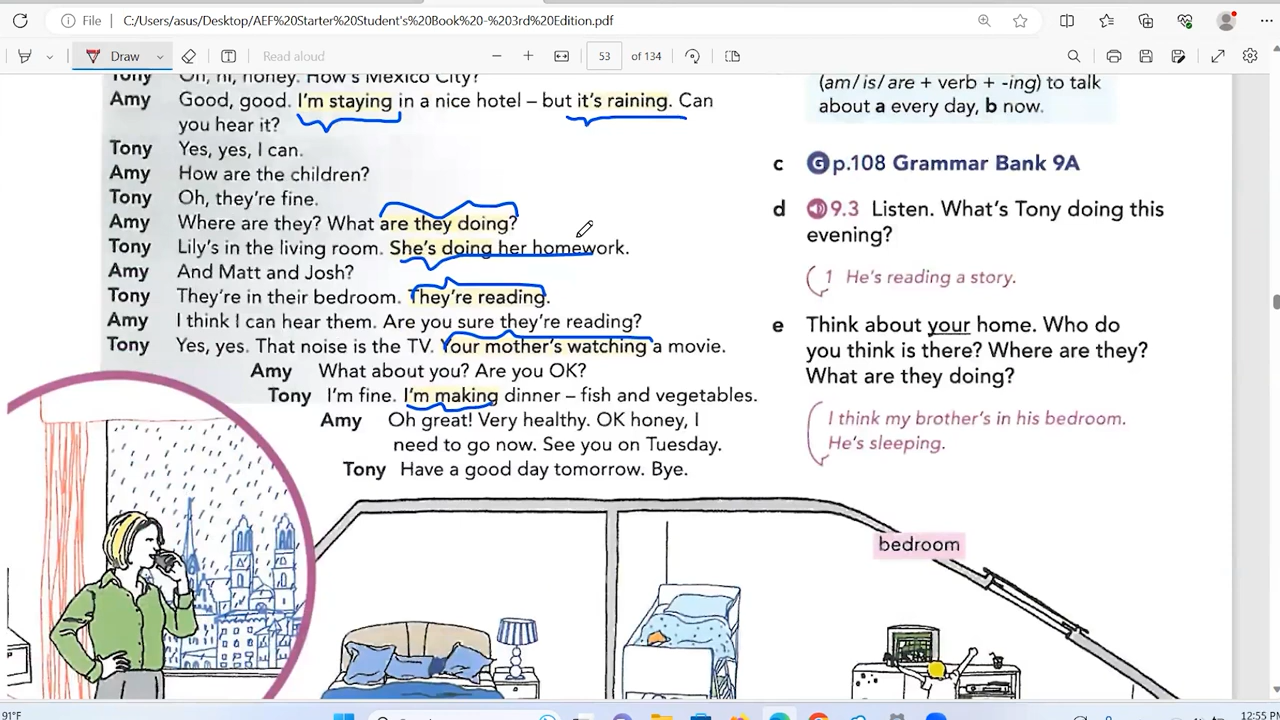 File
C:/Users/asus/Desktop/AEF%20Starter%20Student's%20Book%20-%203rd%20Edition.pdf
Draw
Read aloud
53
of 134
Tony Oh, hi, honey. How's Mexico City?
Amy Good, good. I'm staying in a nice hotel – but it's raining. Can
you hear it?
Tony Yes, yes, I can.
Amy How are the children?
Tony Oh, they're fine.
Amy Where are they? What are they doing?
Tony Lily's in the living room. She's doing her homework.
Amy And Matt and Josh?
Tony They're in their bedroom. They're reading.
Amy I think I can hear them. Are you sure they're reading?
Tony Yes, yes. That noise is the TV. Your mother's watching a movie.
Amy What about you? Are you OK?
Tony I'm fine. I'm making dinner – fish and vegetables.
Amy Oh great! Very healthy. OK honey, I
need to go now. See you on Tuesday.
Tony Have a good day tomorrow. Bye.
(am / is / are + verb + -ing) to talk
about a every day, b now.
c G p.108 Grammar Bank 9A
d 9.3 Listen. What's Tony doing this
evening?
1 He's reading a story.
e Think about your home. Who do
you think is there? Where are they?
What are they doing?
I think my brother's in his bedroom.
He's sleeping.
bedroom
91°F
12:55 PM